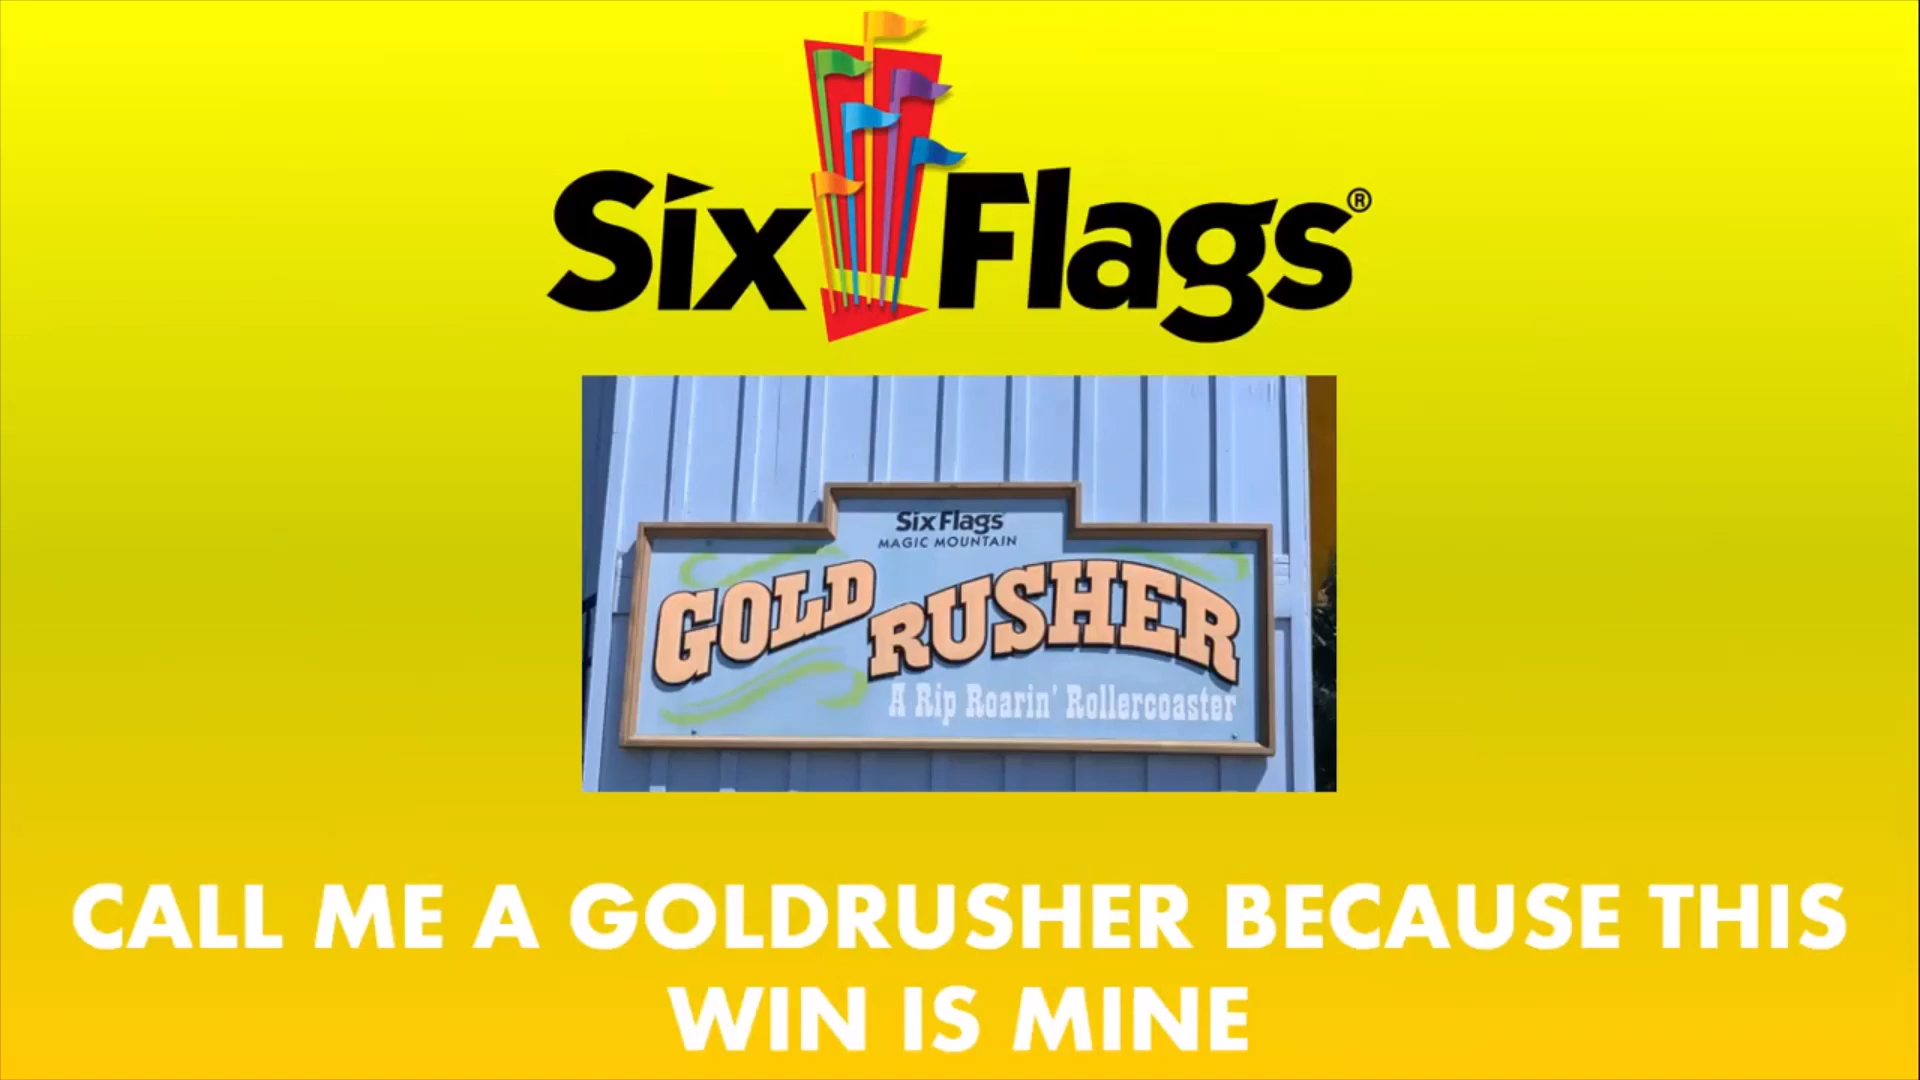 Six Flags®
Six Flags
MAGIC MOUNTAIN
GOLD RUSHER
A Rip Roarin' Rollercoaster
CALL ME A GOLDRUSHER BECAUSE THIS
WIN IS MINE